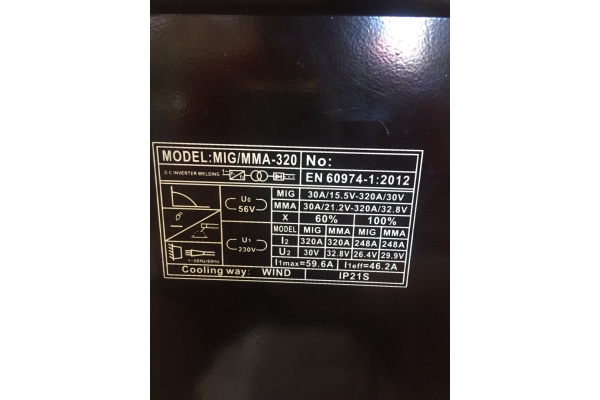 MODEL:MIG/MMA-320 No:
D.C INVERTER WELDING EN 60974-1:2012
MIG 30A/15.5V-320A/30V
U0 56V MMA 30A/21.2V-320A/32.8V
X 60% 100%
MODEL MIG MMA MIG MMA
U1 230V I2 320A 320A 248A 248A
U2 30V 32.8V 26.4V 29.9V
1~50Hz/60Hz I1max=59.6A I1eff=46.2A
Cooling way: WIND IP21S